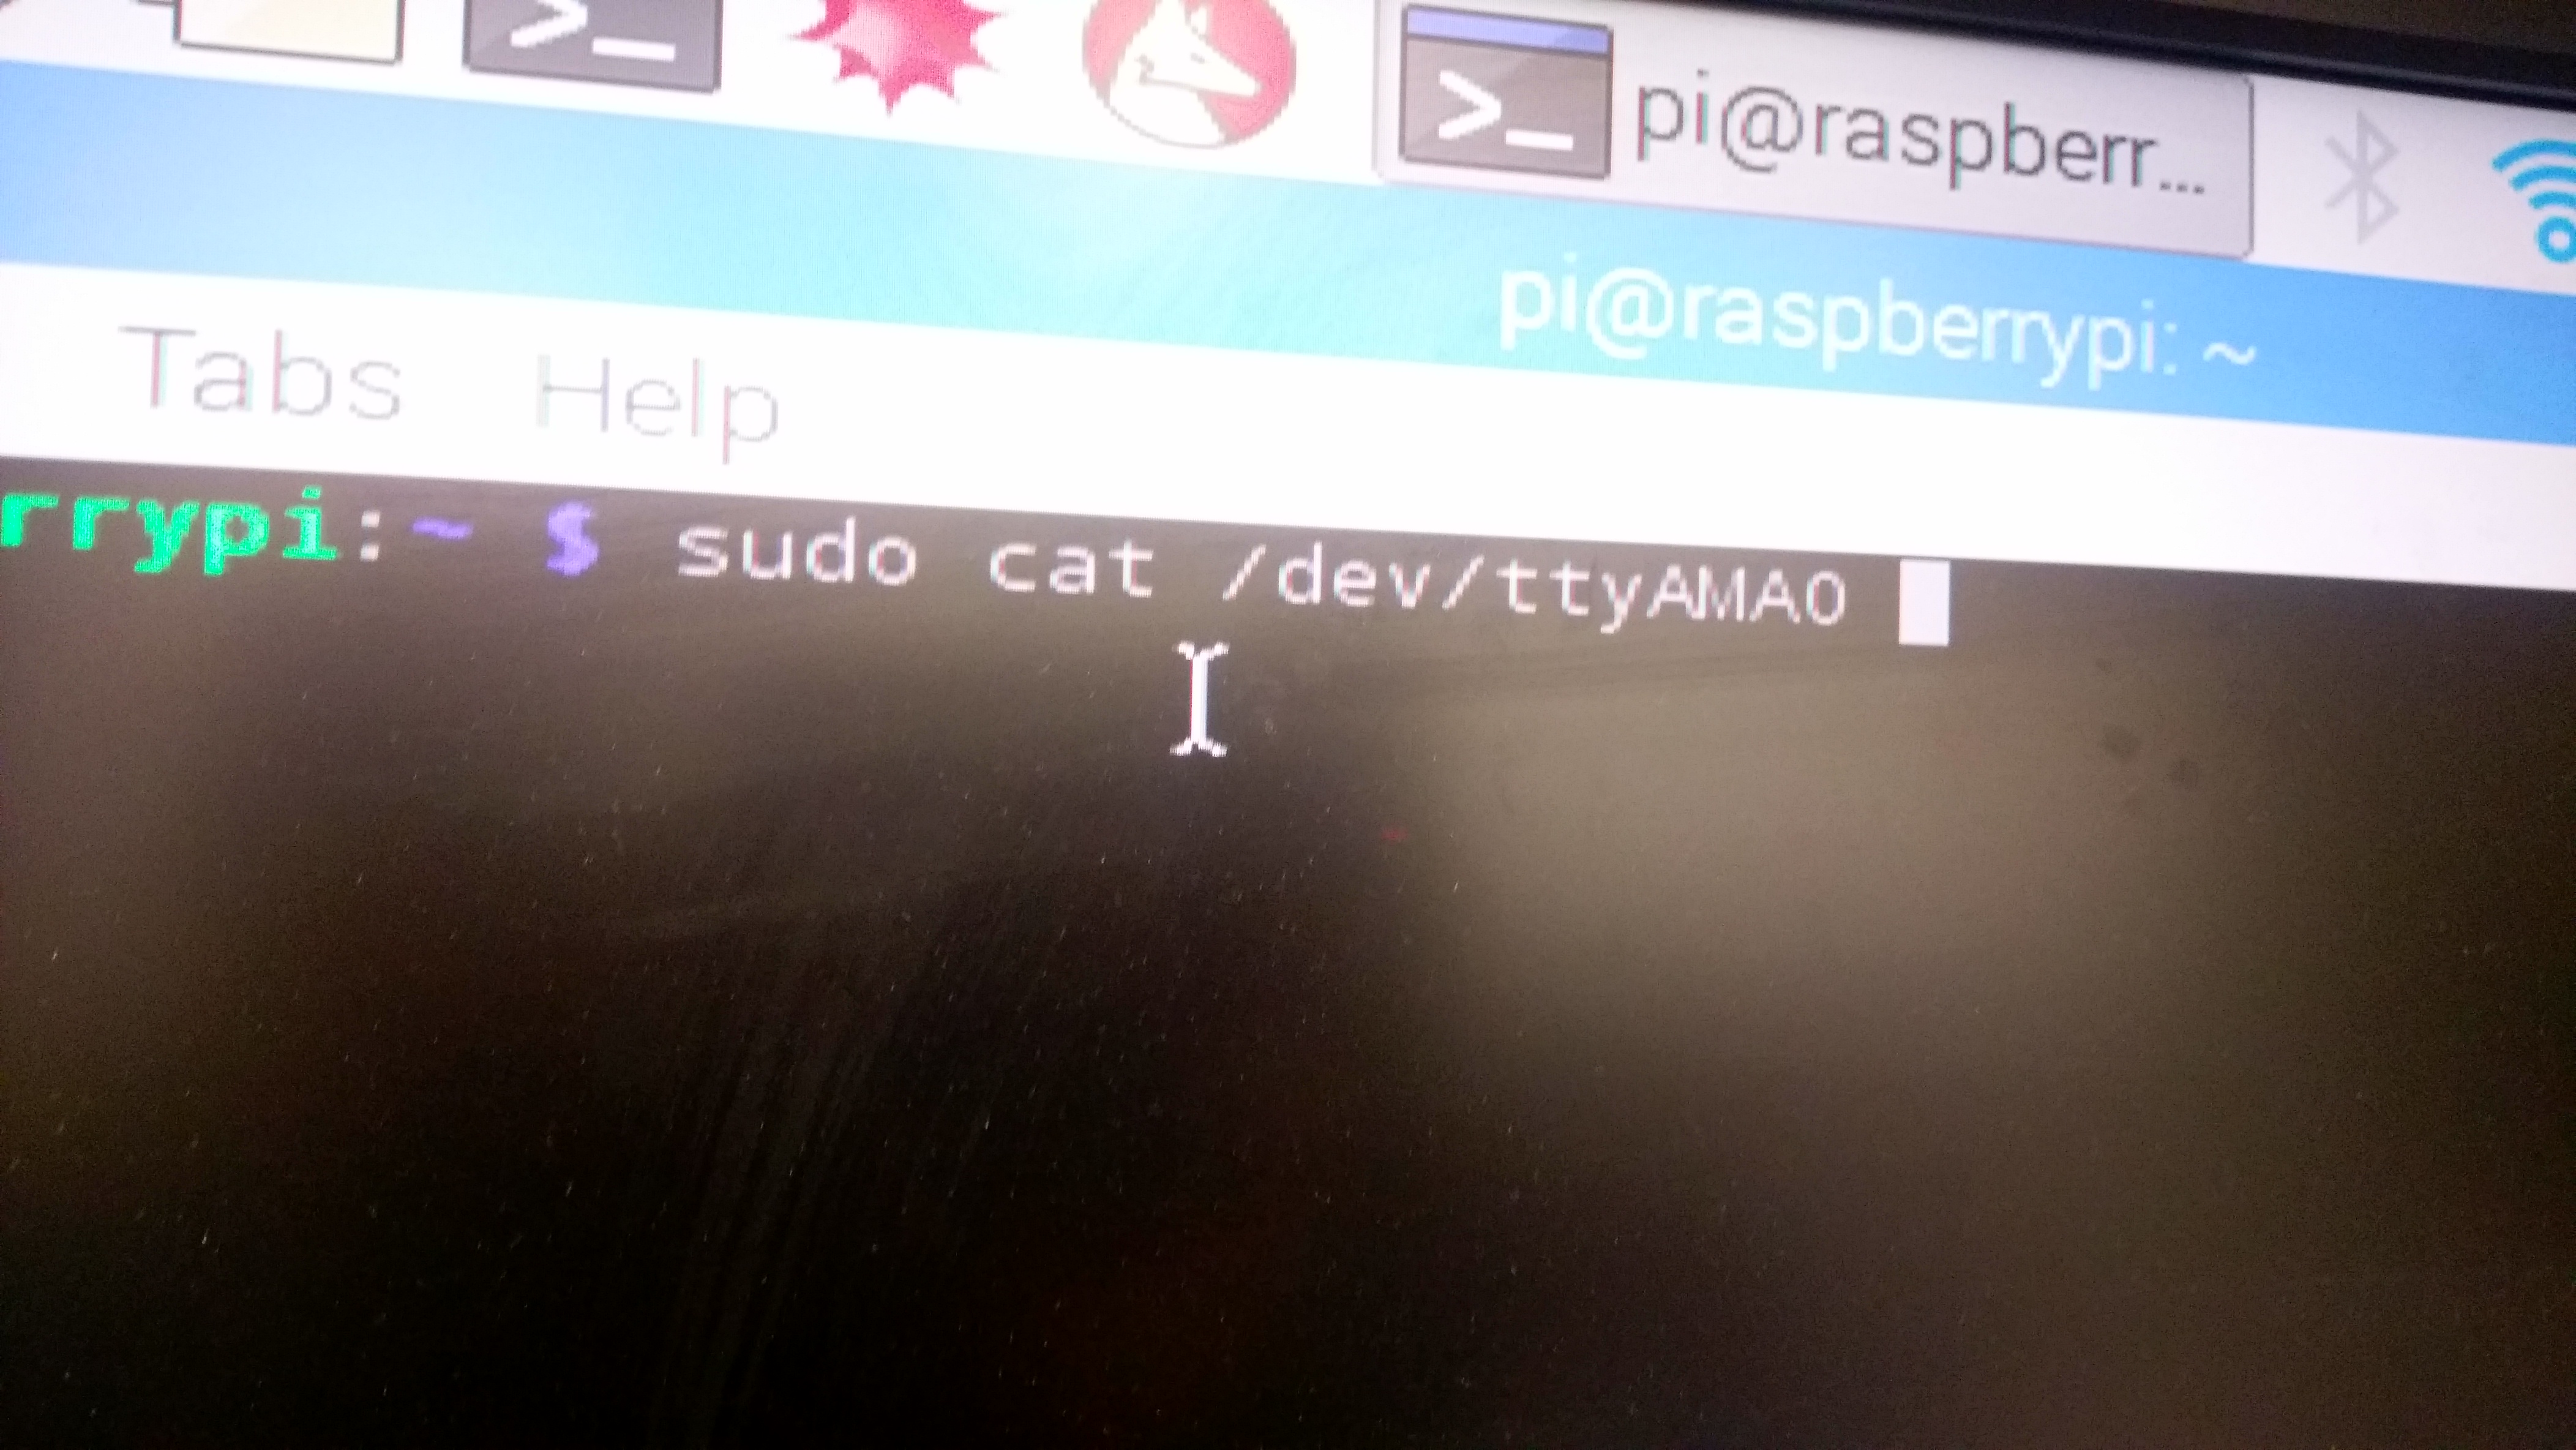 pi@raspberr...
pi@raspberrypi: ~
Tabs Help
rrypi:~ $ sudo cat /dev/ttyAMA0